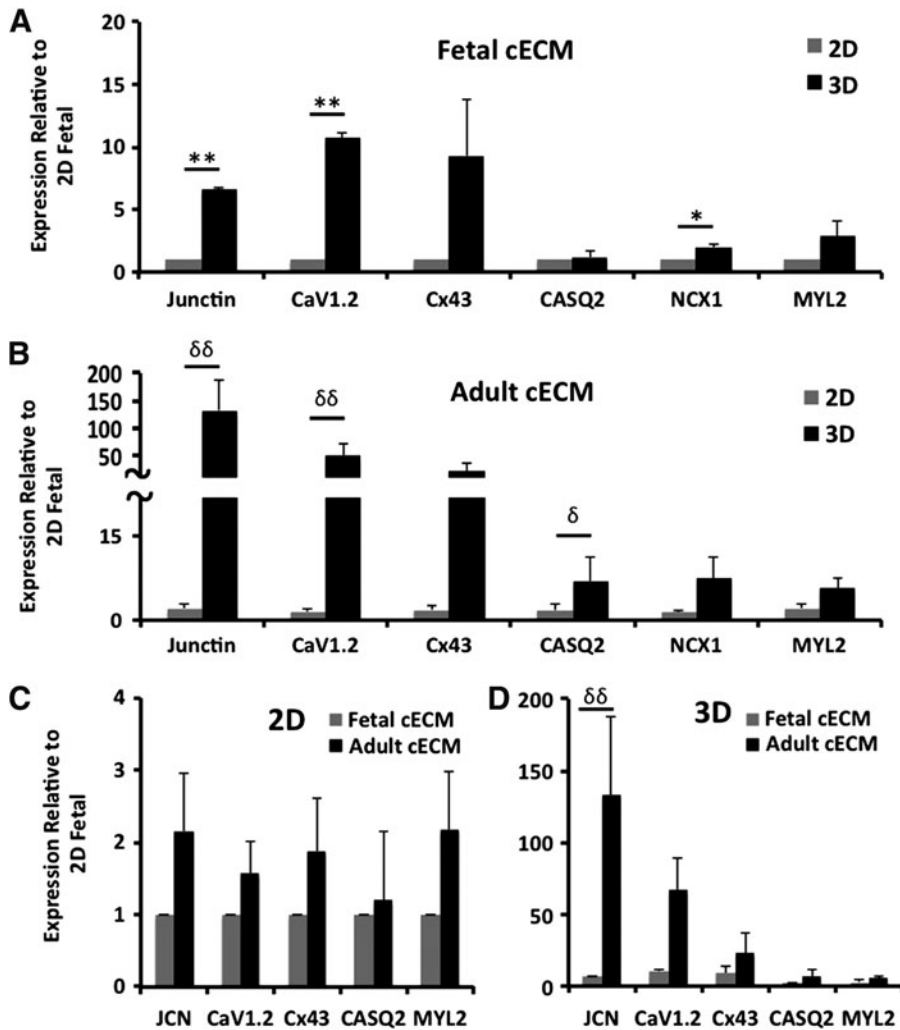 A
Fetal cECM
2D
3D
Expression Relative to
2D Fetal
20
15
10
5
0
**
**
*
Junctin CaV1.2 Cx43 CASQ2 NCX1 MYL2
B
Adult cECM
2D
3D
Expression Relative to
2D Fetal
200
150
100
50
15
0
δδ
δδ
δ
Junctin CaV1.2 Cx43 CASQ2 NCX1 MYL2
C
2D
Fetal cECM
Adult cECM
Expression Relative to
2D Fetal
4
3
2
1
0
JCN CaV1.2 Cx43 CASQ2 MYL2
D
3D
Fetal cECM
Adult cECM
200
150
100
50
0
δδ
JCN CaV1.2 Cx43 CASQ2 MYL2